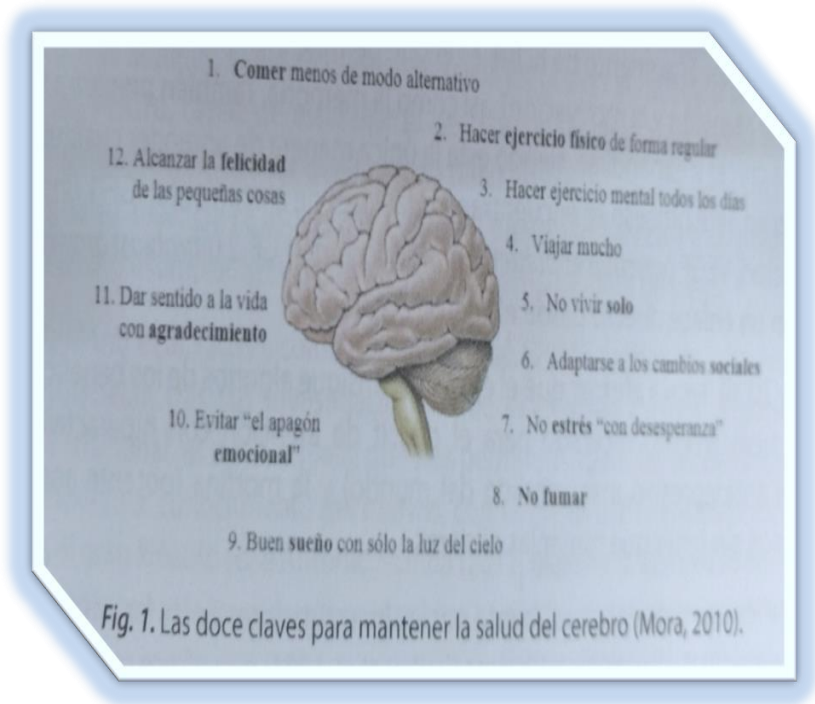 1. Comer menos de modo alternativo
2. Hacer ejercicio físico de forma regular
3. Hacer ejercicio mental todos los días
4. Viajar mucho
5. No vivir solo
6. Adaptarse a los cambios sociales
7. No estrés “con desesperanza”
8. No fumar
9. Buen sueño con sólo la luz del cielo
10. Evitar “el apagón
emocional”
11. Dar sentido a la vida
con agradecimiento
12. Alcanzar la felicidad
de las pequeñas cosas
Fig. 1. Las doce claves para mantener la salud del cerebro (Mora, 2010).